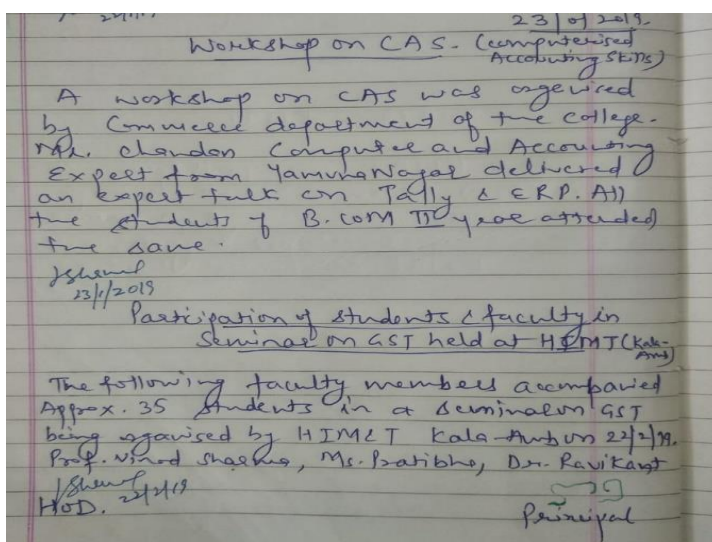 23/01/2019.
Workshop on CAS. (computerised
Accounting Skills)
A workshop on CAS was orgenised
by Commerce department of the College.
Mr. Chandan Computer and Accounting
Expert from YamunaNagar delivered
an expert talk on Tally & ERP. All
the students of B.COM III year attended
the same.
23/1/2019
Participation of students & faculty in
Seminar on GST held at HIMT (Kala-
Amb)
The following faculty members accompanied
Approx. 35 students in a seminar on GST
being organised by HIM&T Kala-Amb on 22/2/19.
Prof. Vinod Sharma, Ms. Pratibha, Dr. Ravikant
HOD. 22/2/19
Principal